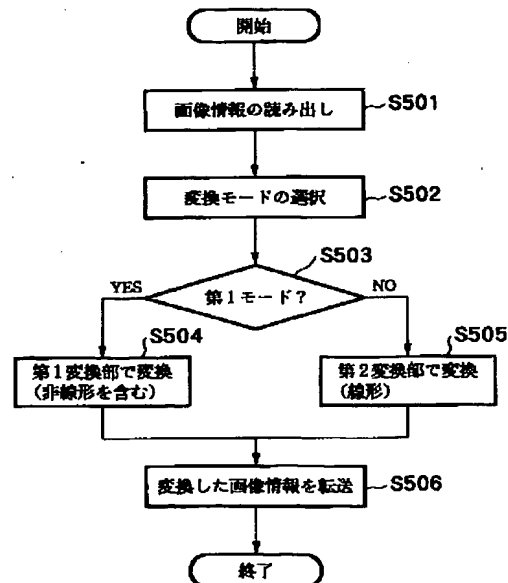 開始
画像情報の読み出し
S501
変換モードの選択
S502
S503
第1モード?
YES
NO
S504
第1変換部で変換
(非線形を含む)
S505
第2変換部で変換
(線形)
変換した画像情報を転送
S506
終了